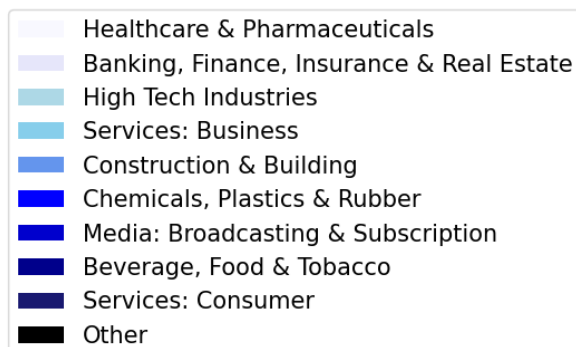 Healthcare & Pharmaceuticals
Banking, Finance, Insurance & Real Estate
High Tech Industries
Services: Business
Construction & Building
Chemicals, Plastics & Rubber
Media: Broadcasting & Subscription
Beverage, Food & Tobacco
Services: Consumer
Other